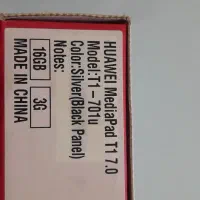 HUAWEI MediaPad T1 7.0
Model:T1-701u
Color:Silver(Black Panel)
Notes:
16GB 3G
MADE IN CHINA